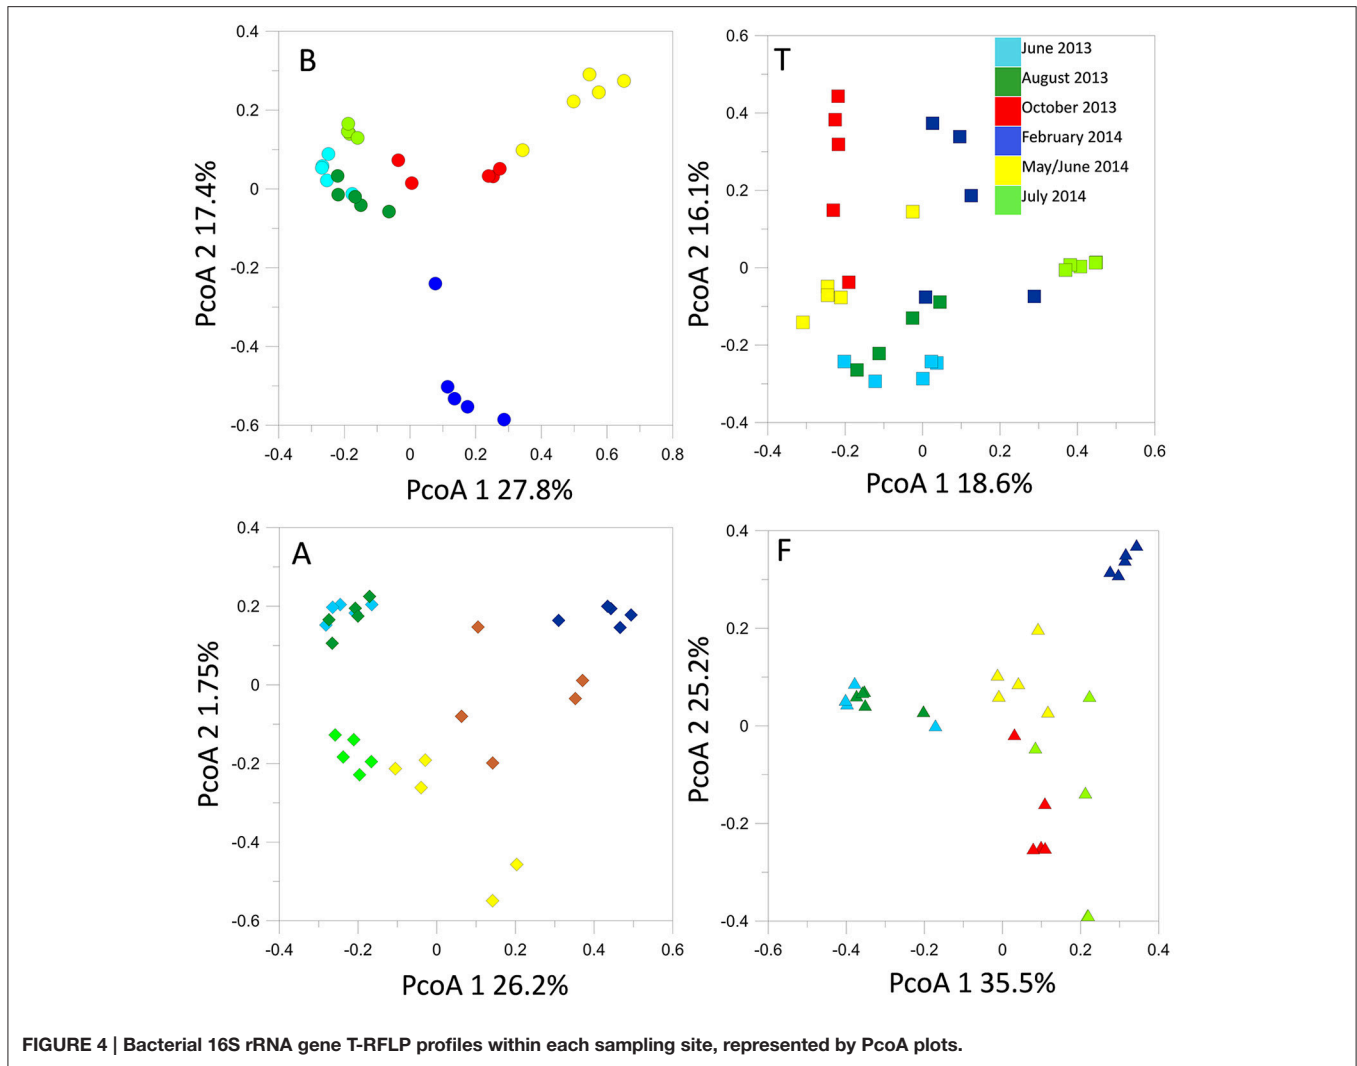 B
0.4
0.2
0
-0.2
-0.4
-0.6
-0.4
-0.2
0
0.2
0.4
0.6
0.8
PcoA 2 17.4%
PcoA 1 27.8%
T
0.6
0.4
0.2
0
-0.2
-0.4
-0.4
-0.2
0
0.2
0.4
0.6
PcoA 2 16.1%
PcoA 1 18.6%
June 2013
August 2013
October 2013
February 2014
May/June 2014
July 2014
A
0.4
0.2
0
-0.2
-0.4
-0.6
-0.4
-0.2
0
0.2
0.4
0.6
PcoA 2 1.75%
PcoA 1 26.2%
F
0.4
0.2
0
-0.2
-0.4
-0.6
-0.4
-0.2
0
0.2
0.4
PcoA 2 25.2%
PcoA 1 35.5%
FIGURE 4 | Bacterial 16S rRNA gene T-RFLP profiles within each sampling site, represented by PcoA plots.